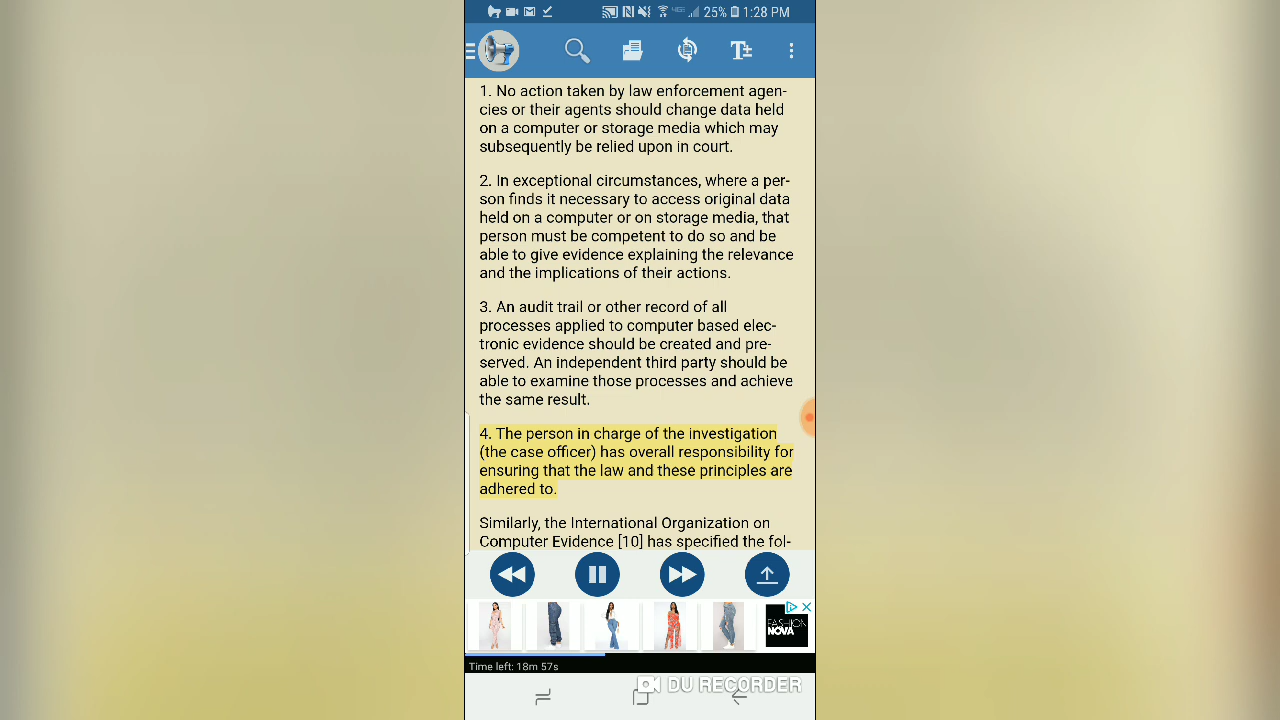 25% 1:28 PM
T±
1. No action taken by law enforcement agen-
cies or their agents should change data held
on a computer or storage media which may
subsequently be relied upon in court.
2. In exceptional circumstances, where a per-
son finds it necessary to access original data
held on a computer or on storage media, that
person must be competent to do so and be
able to give evidence explaining the relevance
and the implications of their actions.
3. An audit trail or other record of all
processes applied to computer based elec-
tronic evidence should be created and pre-
served. An independent third party should be
able to examine those processes and achieve
the same result.
4. The person in charge of the investigation
(the case officer) has overall responsibility for
ensuring that the law and these principles are
adhered to.
Similarly, the International Organization on
Computer Evidence [10] has specified the fol-
FASHION
NOVA
Time left: 18m 57s
DU RECORDER